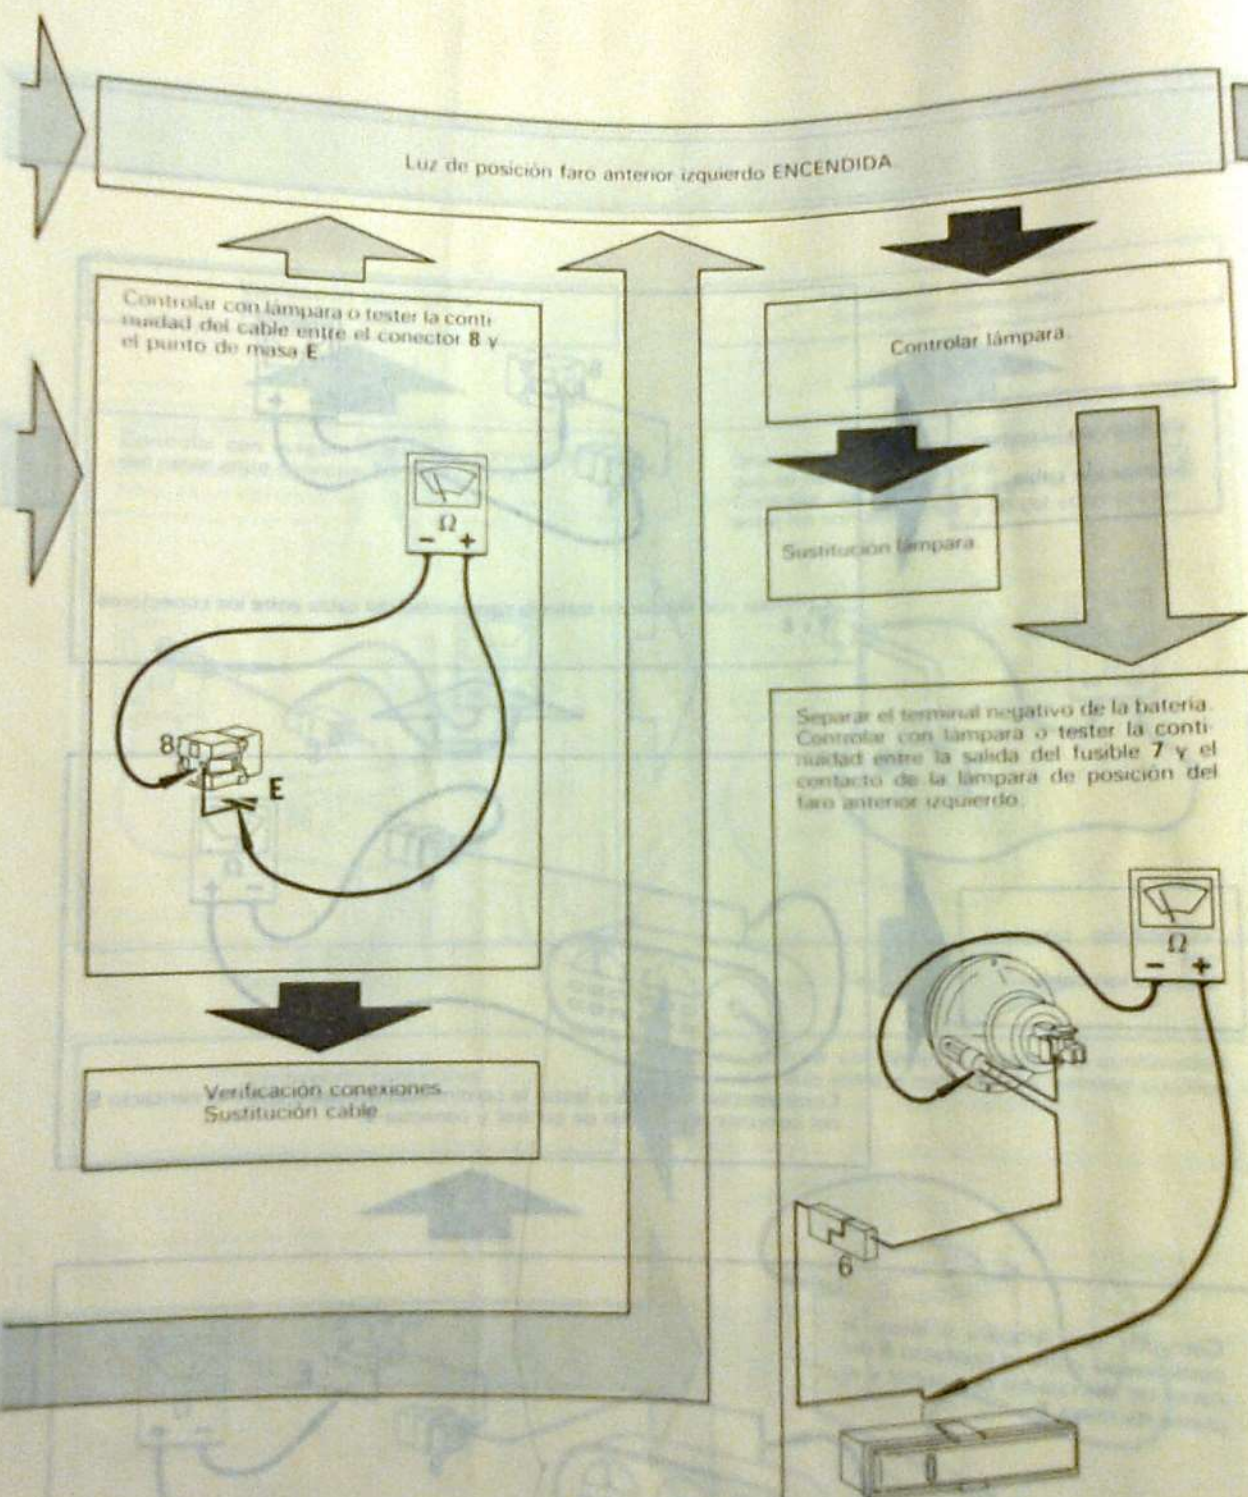 Luz de posición faro anterior izquierdo ENCENDIDA.
Controlar con lámpara o tester la conti-
nuidad del cable entre el conector 8 y
el punto de masa E.
Ω
- +
8
E
Verificación conexiones.
Sustitución cable.
Controlar lámpara.
Sustitución lámpara.
Separar el terminal negativo de la batería.
Controlar con lámpara o tester la conti-
nuidad entre la salida del fusible 7 y el
contacto de la lámpara de posición del
faro anterior izquierdo.
Ω
- +
6